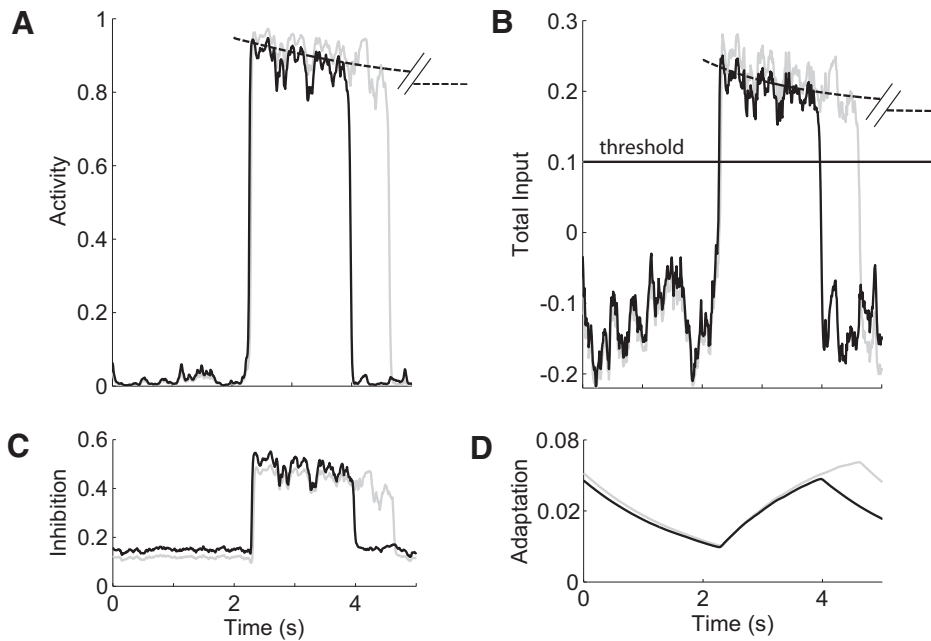 A
B
1
0.8
0.6
0.4
0.2
0
Activity
0.3
0.2
0.1
0
-0.1
-0.2
Total Input
threshold
C
D
0.6
0.4
0.2
0
Inhibition
0
2
4
Time (s)
0.08
0.02
0
Adaptation
0
2
4
Time (s)